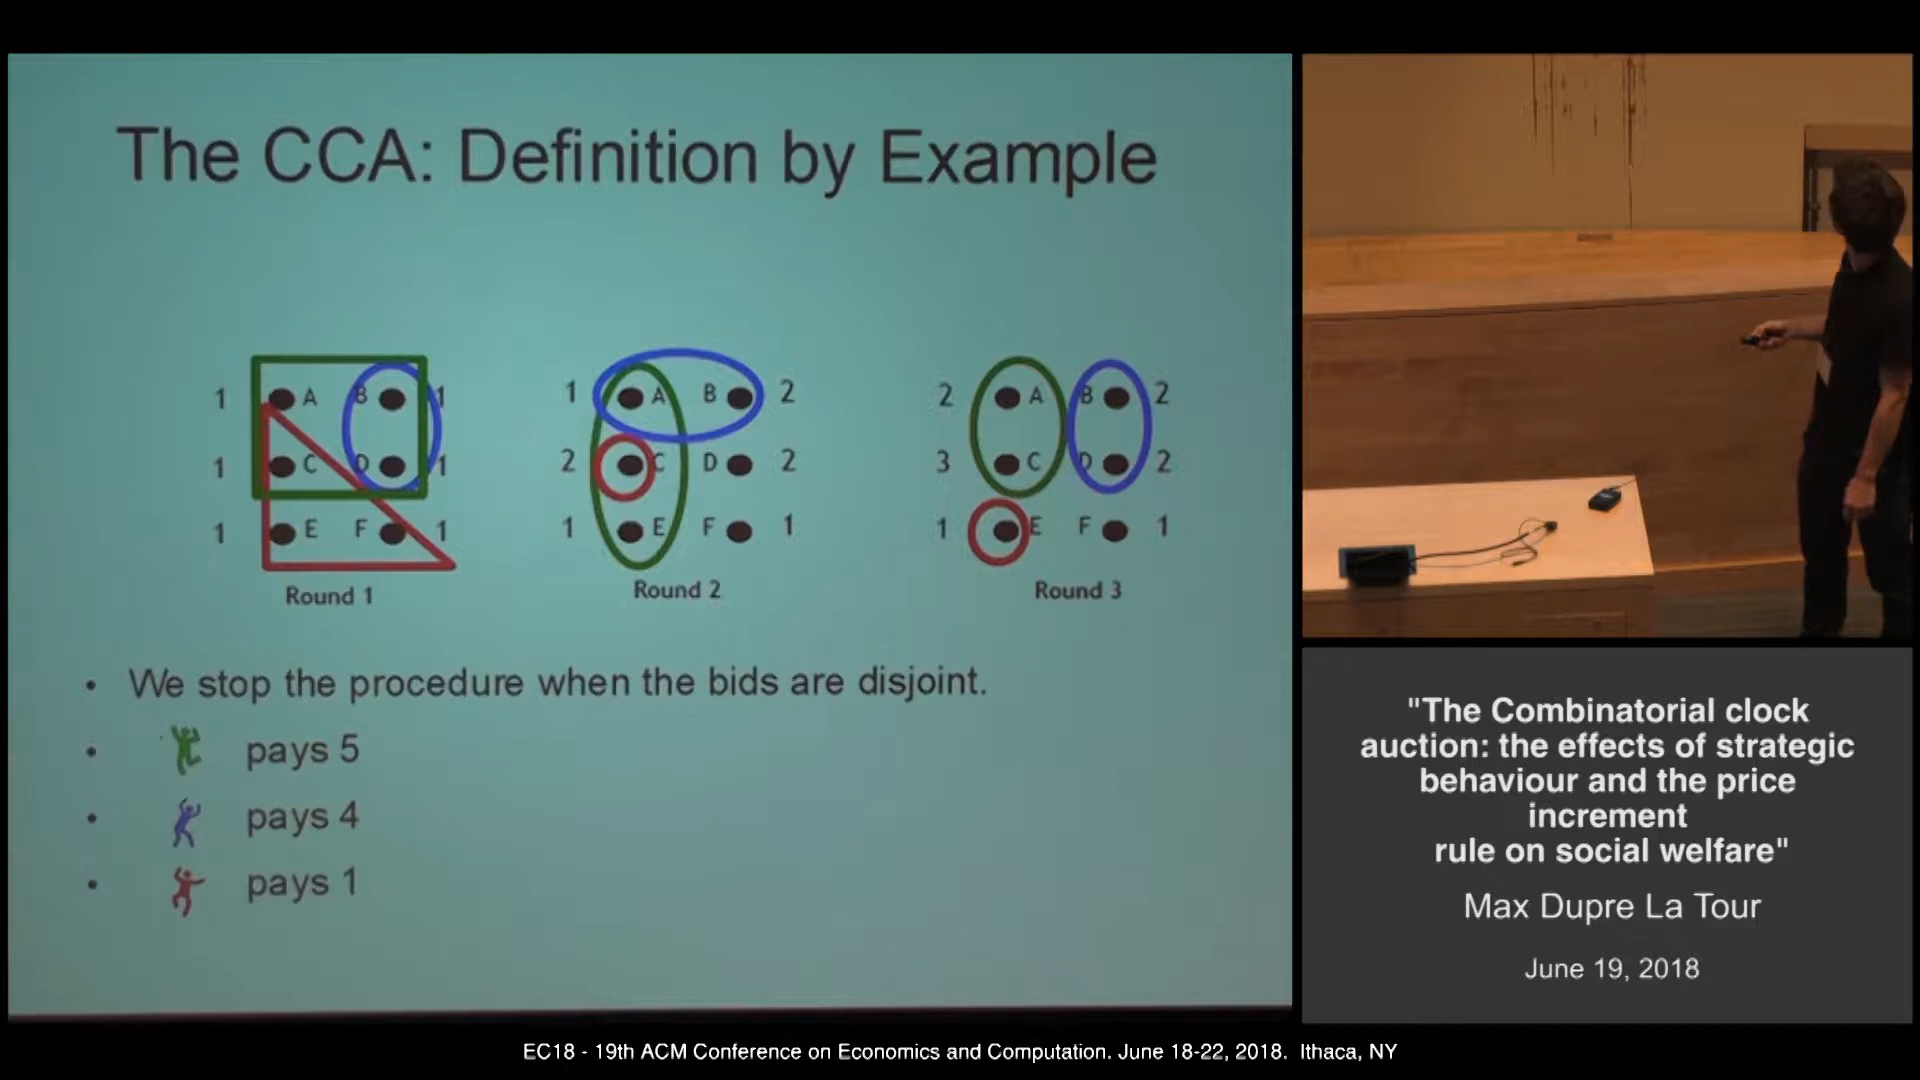 The CCA: Definition by Example
1 A B 1
1 C D 1
1 E F 1
Round 1
1 A B 2
2 C D 2
1 E F 1
Round 2
2 A B 2
3 C D 2
1 E F 1
Round 3
• We stop the procedure when the bids are disjoint.
• pays 5
• pays 4
• pays 1
"The Combinatorial clock
auction: the effects of strategic
behaviour and the price
increment
rule on social welfare"
Max Dupre La Tour
June 19, 2018
EC18 - 19th ACM Conference on Economics and Computation. June 18-22, 2018. Ithaca, NY